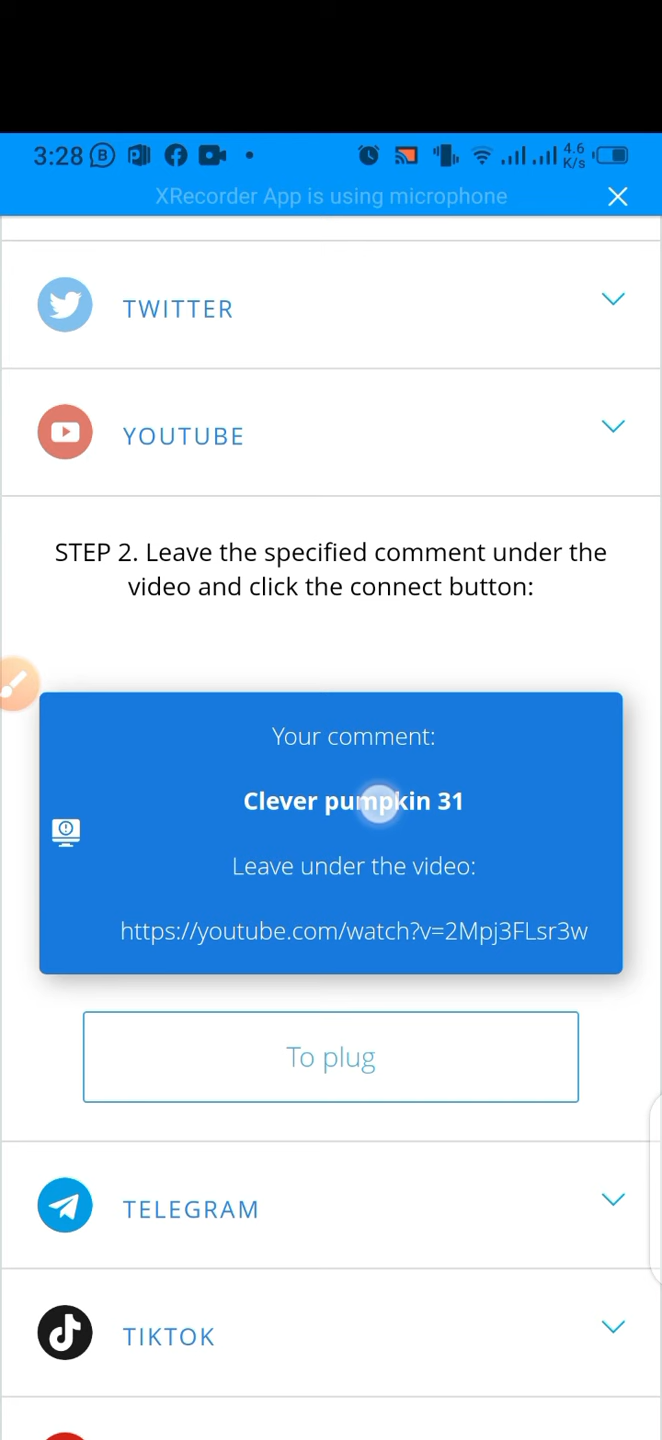 3:28
4.6
K/s
XRecorder App is using microphone
TWITTER
YOUTUBE
STEP 2. Leave the specified comment under the
video and click the connect button:
Your comment:
Clever pumpkin 31
Leave under the video:
https://youtube.com/watch?v=2Mpj3FLsr3w
To plug
TELEGRAM
TIKTOK